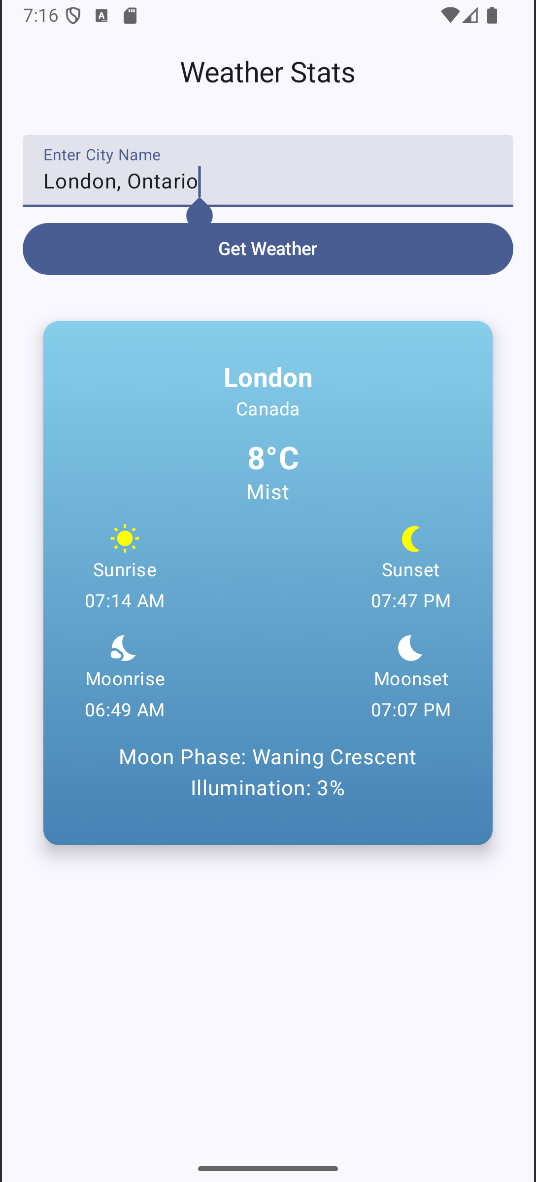 7:16
Weather Stats
Enter City Name
London, Ontario
Get Weather
London
Canada
8°C
Mist
Sunrise Sunset
07:14 AM 07:47 PM
Moonrise Moonset
06:49 AM 07:07 PM
Moon Phase: Waning Crescent
Illumination: 3%